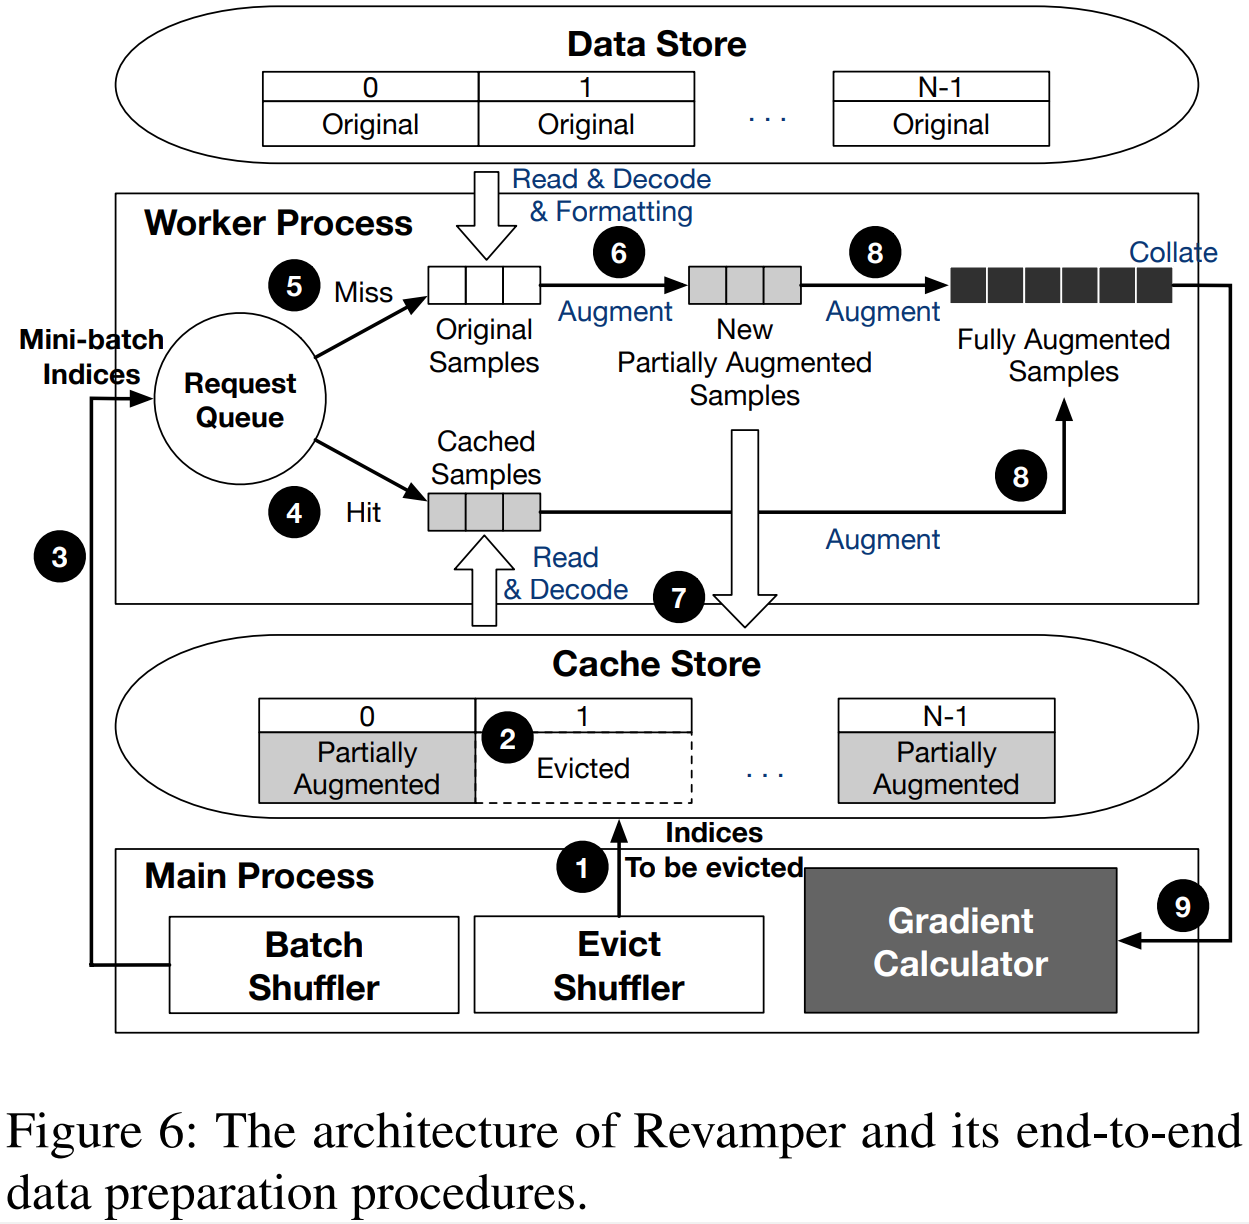 Data Store
0
1
N-1
Original
Original
. . .
Original
Read & Decode
& Formatting
Worker Process
6
8
Collate
5
Miss
Augment
Augment
Original
Samples
New
Partially Augmented
Samples
Fully Augmented
Samples
Mini-batch
Indices
Request
Queue
Cached
Samples
8
4
Hit
Augment
3
Read
& Decode
7
Cache Store
0
1
N-1
2
Partially
Augmented
Evicted
. . .
Partially
Augmented
Indices
To be evicted
1
Main Process
9
Batch
Shuffler
Evict
Shuffler
Gradient
Calculator
Figure 6: The architecture of Revamper and its end-to-end
data preparation procedures.